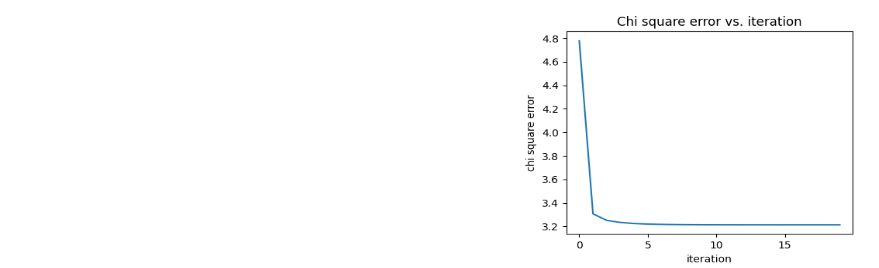 Chi square error vs. iteration
4.8
4.6
4.4
4.2
4.0
3.8
3.6
3.4
3.2
chi square error
0 5 10 15
iteration